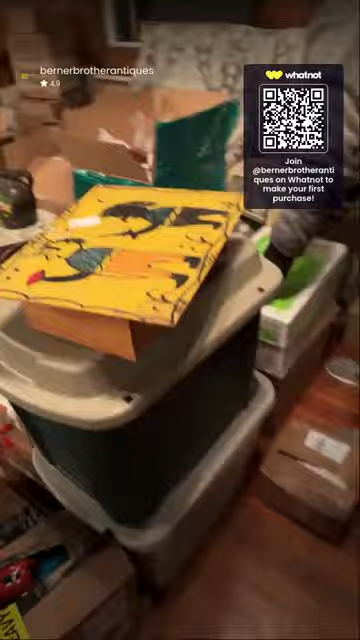 bernerbrotherantiques
★ 4.9
whatnot
Join
@bernerbrotheranti
ques on Whatnot to
make your first
purchase!